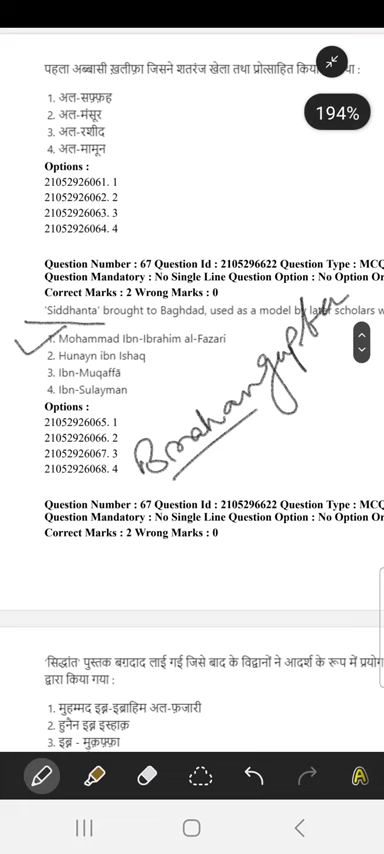 पहला अब्बासी ख़लीफ़ा जिसने शतरंज खेला तथा प्रोत्साहित किया
194%
1. अल-सफ़्फ़ह
2. अल-मंसूर
3. अल-रशीद
4. अल-मामून
Options :
21052926061. 1
21052926062. 2
21052926063. 3
21052926064. 4
Question Number : 67 Question Id : 2105296622 Question Type : MCQ
Question Mandatory : No Single Line Question Option : No Option Or
Correct Marks : 2 Wrong Marks : 0
'Siddhanta' brought to Baghdad, used as a model by later scholars w
1. Mohammad Ibn-Ibrahim al-Fazari
2. Hunayn ibn Ishaq
3. Ibn-Muqaffā
4. Ibn-Sulayman
Brahamgupta
Options :
21052926065. 1
21052926066. 2
21052926067. 3
21052926068. 4
Question Number : 67 Question Id : 2105296622 Question Type : MCQ
Question Mandatory : No Single Line Question Option : No Option Or
Correct Marks : 2 Wrong Marks : 0
'सिद्धांत' पुस्तक बग़दाद लाई गई जिसे बाद के विद्वानों ने आदर्श के रूप में प्रयोग
द्वारा किया गया :
1. मुहम्मद इब्न-इब्राहिम अल-फ़जारी
2. हुनैन इब्न इस्हाक़
3. इब्न - मुक़फ़्फ़ा
A